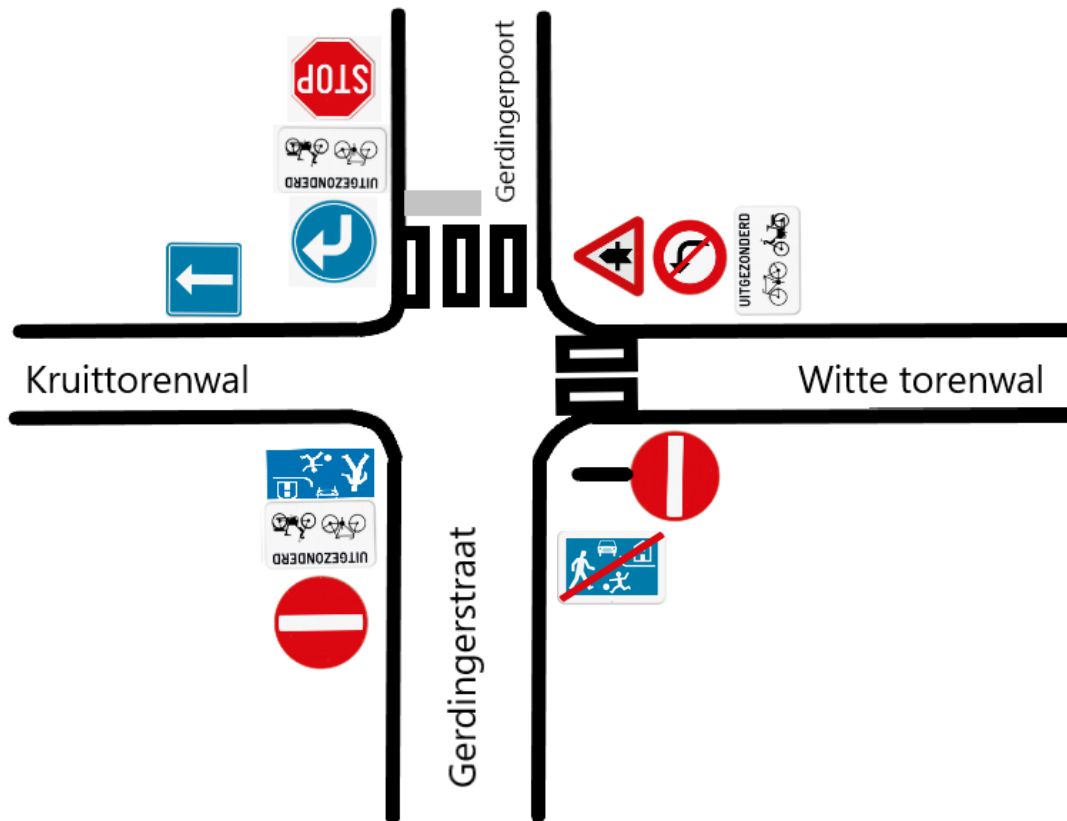 STOP
UITGEZONDERD
Gerdingerpoort
UITGEZONDERD
Kruittorenwal
Witte torenwal
UITGEZONDERD
Gerdingerstraat